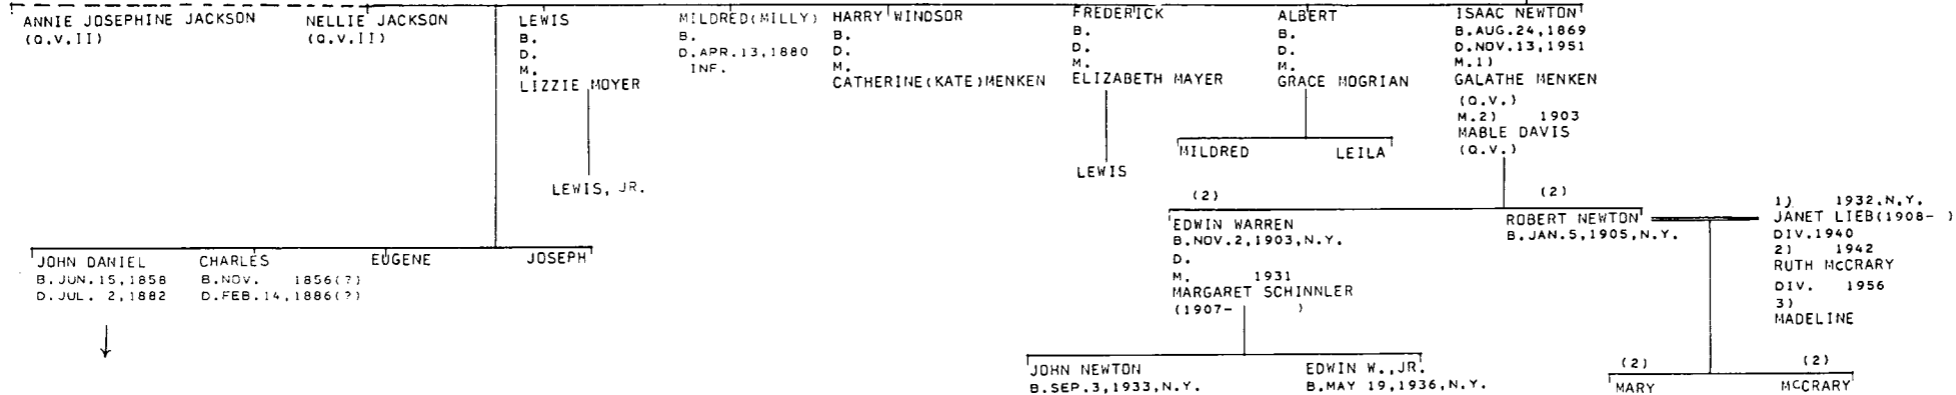 ANNIE JOSEPHINE JACKSON
(Q.V.II)
NELLIE JACKSON
(Q.V.II)
LEWIS
B.
D.
M.
LIZZIE MOYER
MILDRED(MILLY)
B.
D.APR.13,1880
INF.
HARRY WINDSOR
B.
D.
M.
CATHERINE(KATE)MENKEN
FREDERICK
B.
D.
M.
ELIZABETH MAYER
ALBERT
B.
D.
M.
GRACE MOGRIAN
ISAAC NEWTON
B.AUG.24,1869
D.NOV.13,1951
M.1)
GALATHE MENKEN
(Q.V.)
M.2) 1903
MABLE DAVIS
(Q.V.)
LEWIS, JR.
LEWIS
MILDRED LEILA
(2) (2)
EDWIN WARREN
B.NOV.2,1903,N.Y.
D.
M. 1931
MARGARET SCHINNLER
(1907- )
ROBERT NEWTON
B.JAN.5,1905,N.Y.
1) 1932,N.Y.
JANET LIEB(1908- )
DIV.1940
2) 1942
RUTH McCRARY
DIV. 1956
3)
MADELINE
JOHN DANIEL
B.JUN.15,1858
D.JUL. 2,1882
CHARLES
B.NOV. 1856(?)
D.FEB.14,1886(?)
EUGENE
JOSEPH
JOHN NEWTON
B.SEP.3,1933,N.Y.
EDWIN W.,JR.
B.MAY 19,1936,N.Y.
(2) (2)
MARY McCRARY